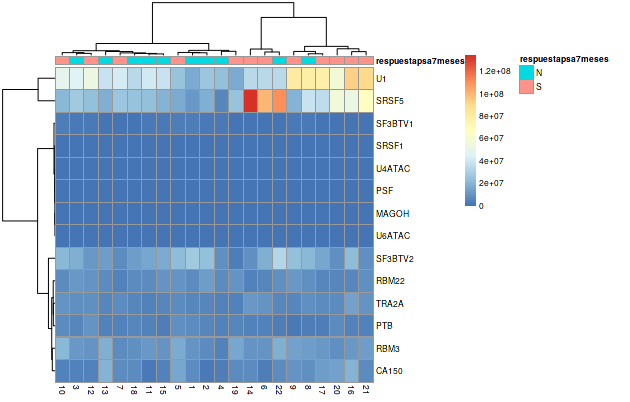 respuestapsa7meses
U1
SRSF5
SF3BTV1
SRSF1
U4ATAC
PSF
MAGOH
U6ATAC
SF3BTV2
RBM22
TRA2A
PTB
RBM3
CA150
10 3 12 13 7 18 11 15 5 1 2 4 19 14 6 22 9 8 17 20 16 21
1.2e+08
1e+08
8e+07
6e+07
4e+07
2e+07
0
respuestapsa7meses
N
S